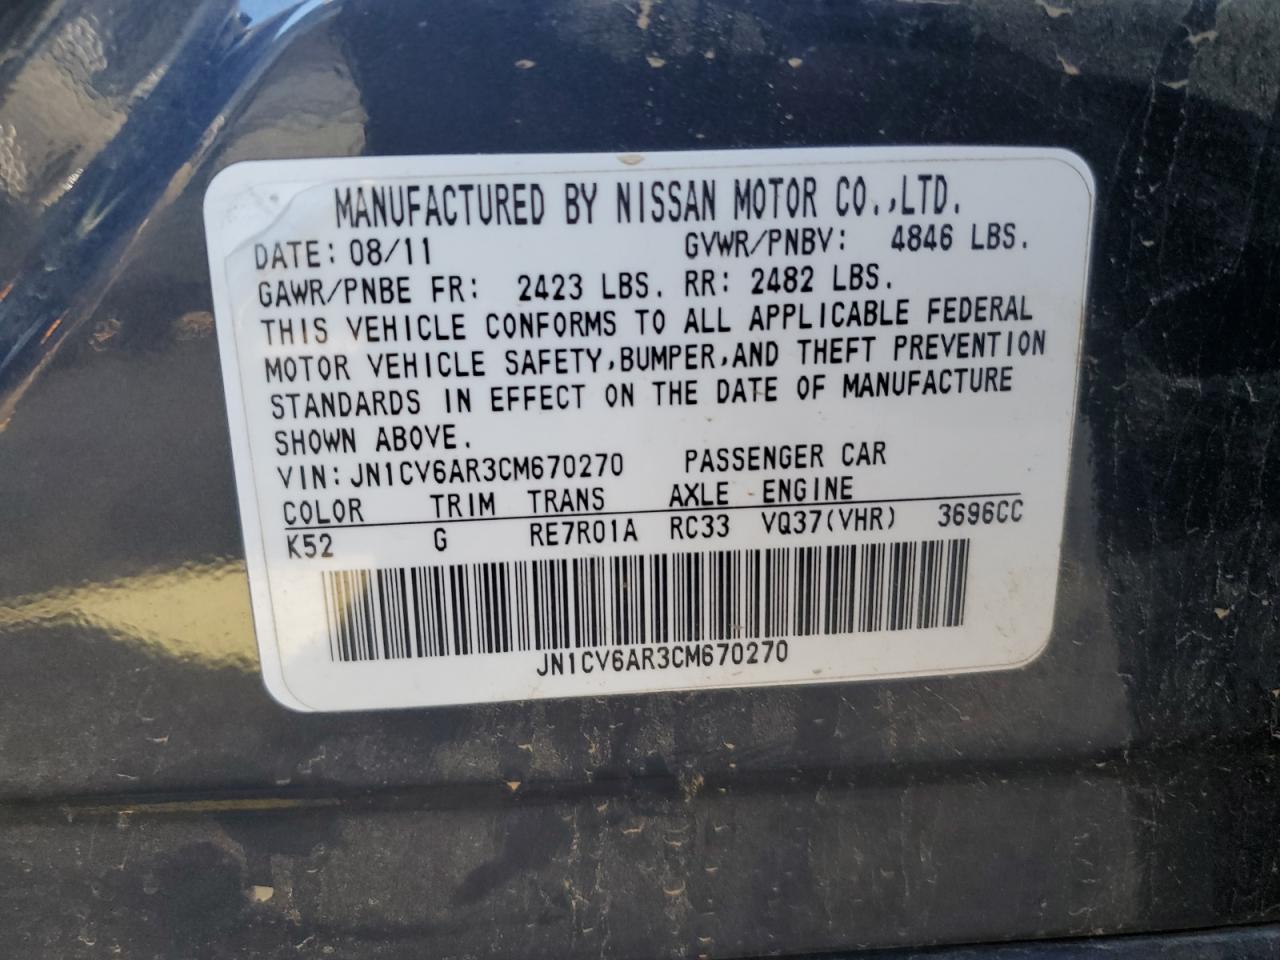 MANUFACTURED BY NISSAN MOTOR CO.,LTD.
DATE: 08/11 GVWR/PNBV: 4846 LBS.
GAWR/PNBE FR: 2423 LBS. RR: 2482 LBS.
THIS VEHICLE CONFORMS TO ALL APPLICABLE FEDERAL
MOTOR VEHICLE SAFETY,BUMPER,AND THEFT PREVENTION
STANDARDS IN EFFECT ON THE DATE OF MANUFACTURE
SHOWN ABOVE.
VIN:JN1CV6AR3CM670270 PASSENGER CAR
COLOR TRIM TRANS AXLE ENGINE
K52 G RE7R01A RC33 VQ37(VHR) 3696CC
JN1CV6AR3CM670270